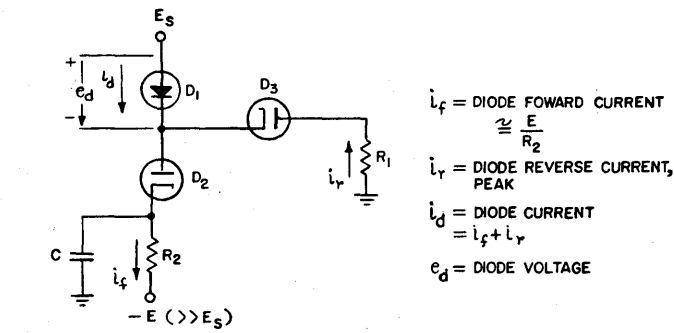 E_S
+
e_d
-
i_d
D_1
D_3
D_2
i_r
R_1
C
i_f
R_2
-E (>>E_S)
i_f = DIODE FOWARD CURRENT
≅ E/R_2
i_r = DIODE REVERSE CURRENT,
PEAK
i_d = DIODE CURRENT
= i_f + i_r
e_d = DIODE VOLTAGE